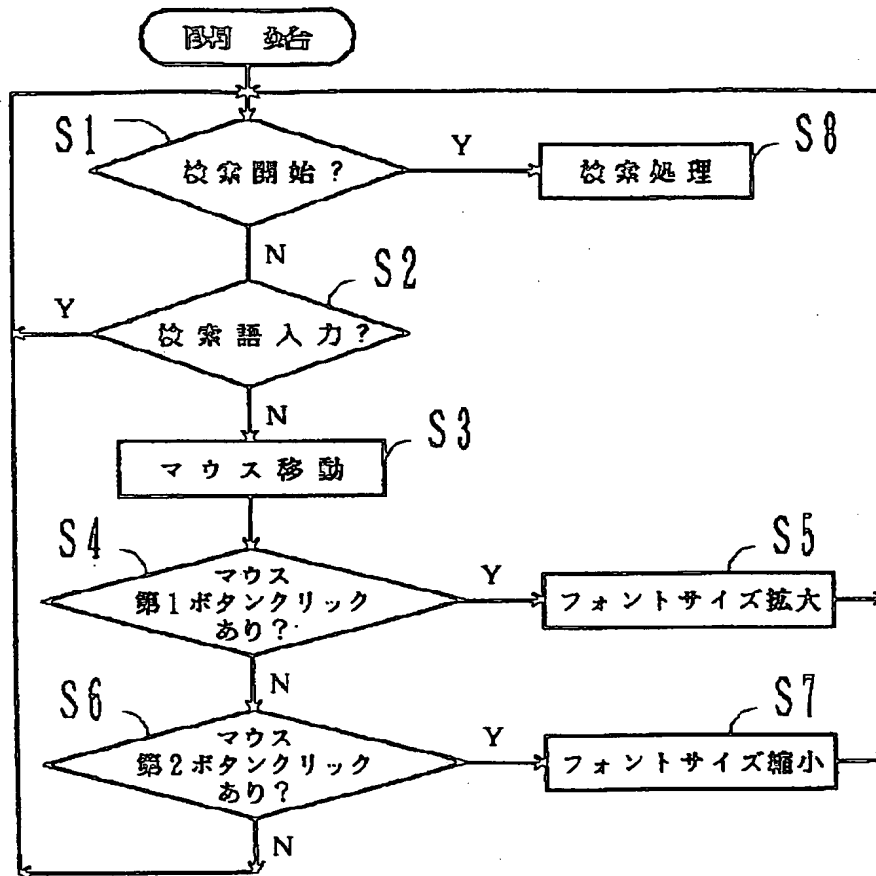 開始
S1
検索開始?
Y
S8
検索処理
N
S2
Y
検索語入力?
N
S3
マウス移動
S4
マウス
第1ボタンクリック
あり?
Y
S5
フォントサイズ拡大
N
S6
マウス
第2ボタンクリック
あり?
Y
S7
フォントサイズ縮小
N